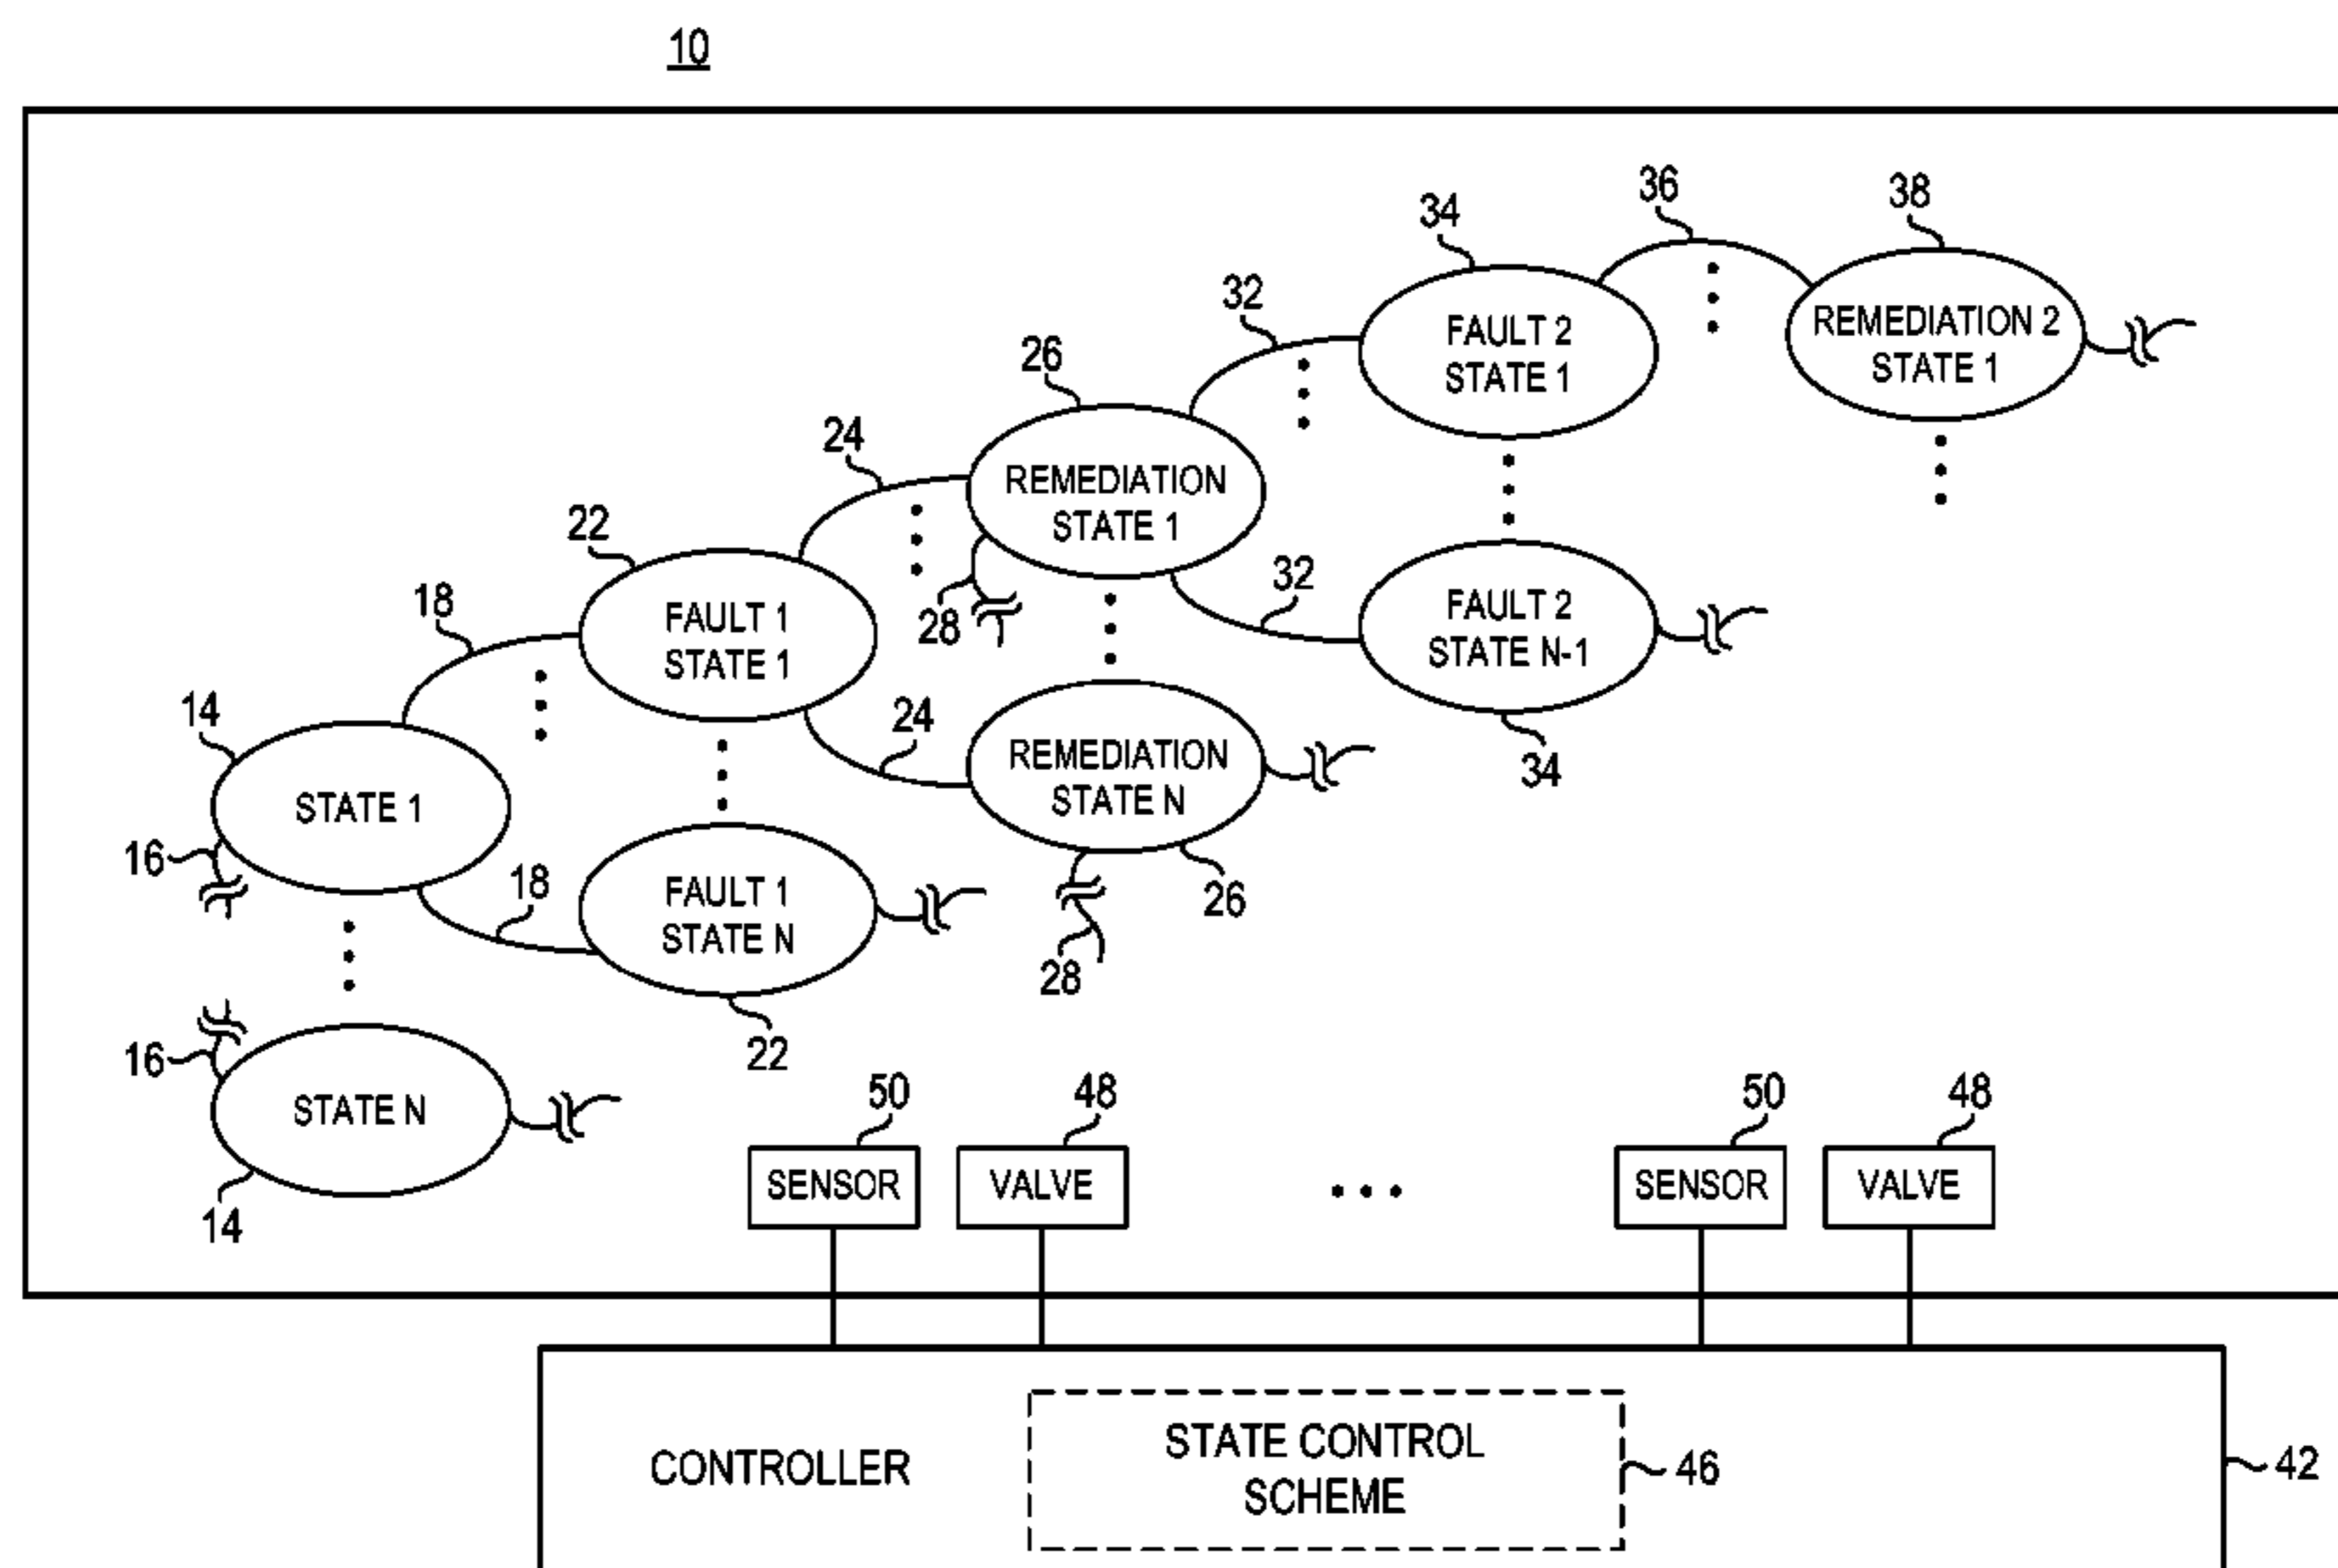 10
36
38
34
32
REMEDIATION 2
STATE 1
FAULT 2
STATE 1
26
24
REMEDIATION
STATE 1
22
32
FAULT 2
STATE N-1
18
28
FAULT 1
STATE 1
14
24
34
REMEDIATION
STATE N
STATE 1
16
18
26
FAULT 1
STATE N
28
22
16
STATE N
14
50
48
50
48
SENSOR
VALVE
SENSOR
VALVE
CONTROLLER
STATE CONTROL
SCHEME
46
42